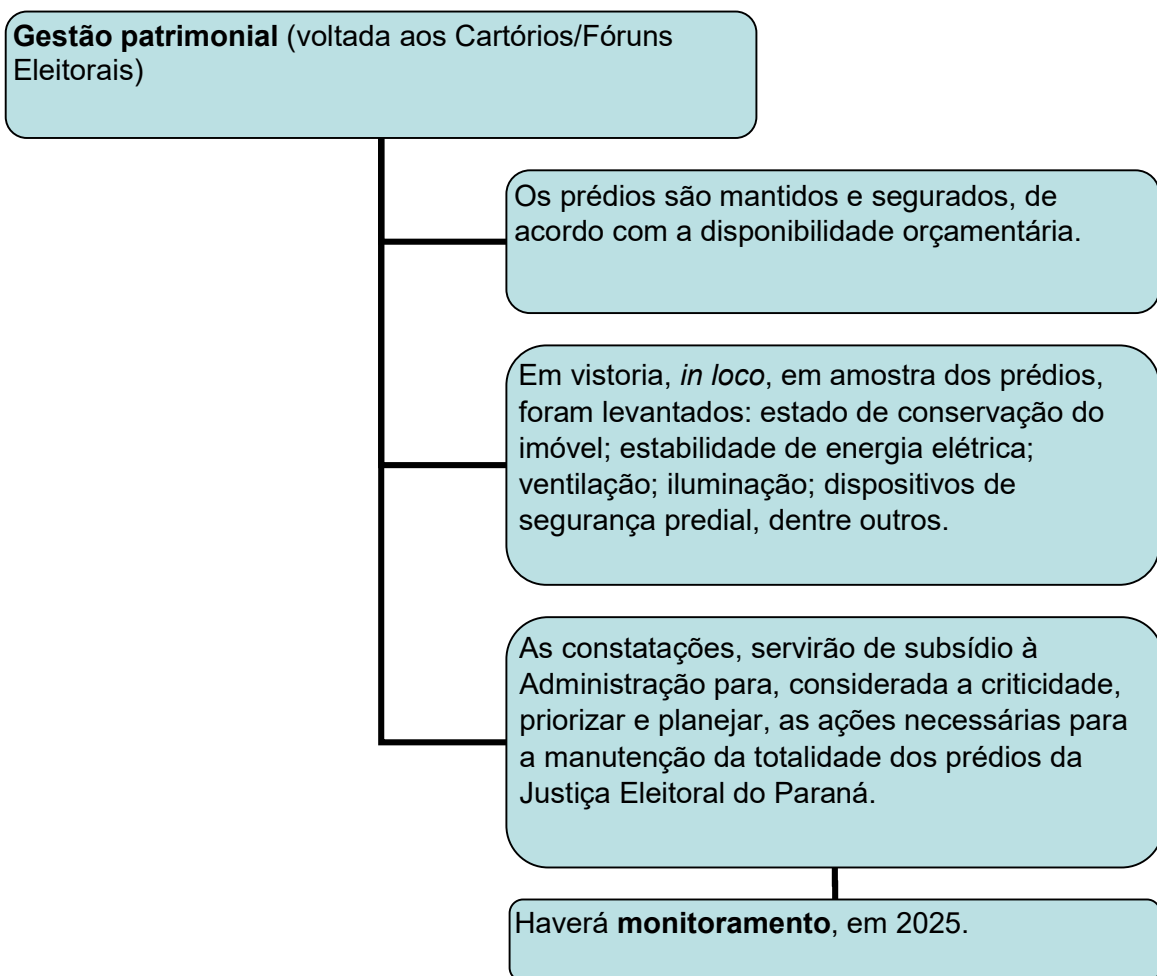 Gestão patrimonial (voltada aos Cartórios/Fóruns
Eleitorais)
Os prédios são mantidos e segurados, de
acordo com a disponibilidade orçamentária.
Em vistoria, in loco, em amostra dos prédios,
foram levantados: estado de conservação do
imóvel; estabilidade de energia elétrica;
ventilação; iluminação; dispositivos de
segurança predial, dentre outros.
As constatações, servirão de subsídio à
Administração para, considerada a criticidade,
priorizar e planejar, as ações necessárias para
a manutenção da totalidade dos prédios da
Justiça Eleitoral do Paraná.
Haverá monitoramento, em 2025.